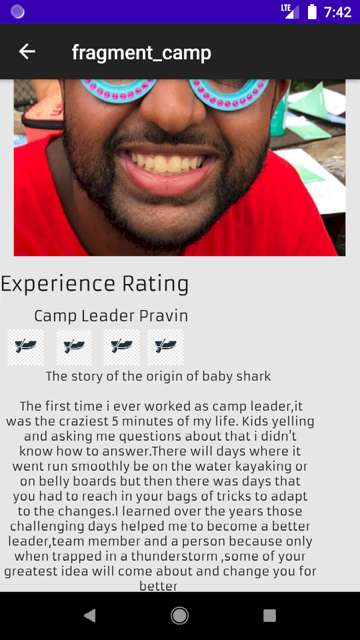 LTE 7:42
fragment_camp
Experience Rating
Camp Leader Pravin
The story of the origin of baby shark
The first time i ever worked as camp leader,it
was the craziest 5 minutes of my life. Kids yelling
and asking me questions about that i didn't
know how to answer.There will days where it
went run smoothly be on the water kayaking or
on belly boards but then there was days that
you had to reach in your bags of tricks to adapt
to the changes.I learned over the years those
challenging days helped me to become a better
leader,team member and a person because only
when trapped in a thunderstorm ,some of your
greatest idea will come about and change you for
better